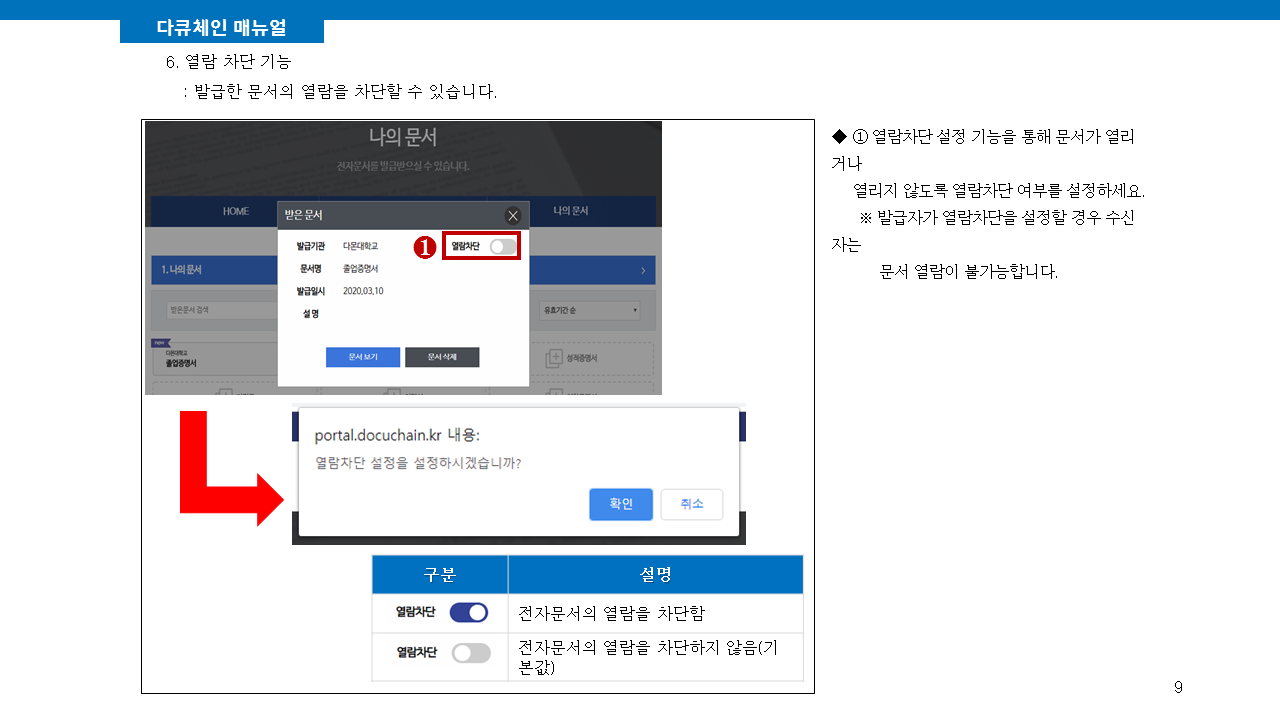 다큐체인 매뉴얼
6. 열람 차단 기능
: 발급한 문서의 열람을 차단할 수 있습니다.
나의 문서
전자문서를 발급받으실 수 있습니다.
HOME
나의 문서
받은 문서
발급기관 다몬대학교
❶ 열람차단
문서명 졸업증명서
발급일시 2020.03.10
설 명
문서 보기 문서 삭제
1. 나의 문서
받은문서 검색
유효기간 순
new
다몬대학교
졸업증명서
성적증명서
portal.docuchain.kr 내용:
열람차단 설정을 설정하시겠습니까?
확인 취소
구분 설명
열람차단 전자문서의 열람을 차단함
열람차단 전자문서의 열람을 차단하지 않음(기
본값)
◆ ① 열람차단 설정 기능을 통해 문서가 열리
거나
열리지 않도록 열람차단 여부를 설정하세요.
※ 발급자가 열람차단을 설정할 경우 수신
자는
문서 열람이 불가능합니다.
9